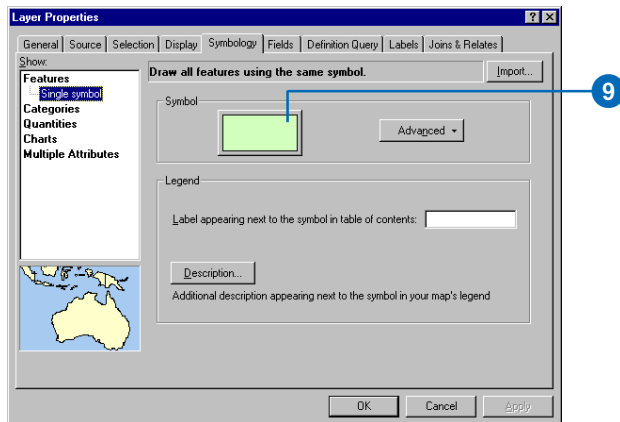 Layer Properties
General Source Selection Display Symbology Fields Definition Query Labels Joins & Relates
Show:
Features
Single symbol
Categories
Quantities
Charts
Multiple Attributes
Draw all features using the same symbol.
Import...
Symbol
Advanced
9
Legend
Label appearing next to the symbol in table of contents:
Description...
Additional description appearing next to the symbol in your map's legend
OK Cancel Apply